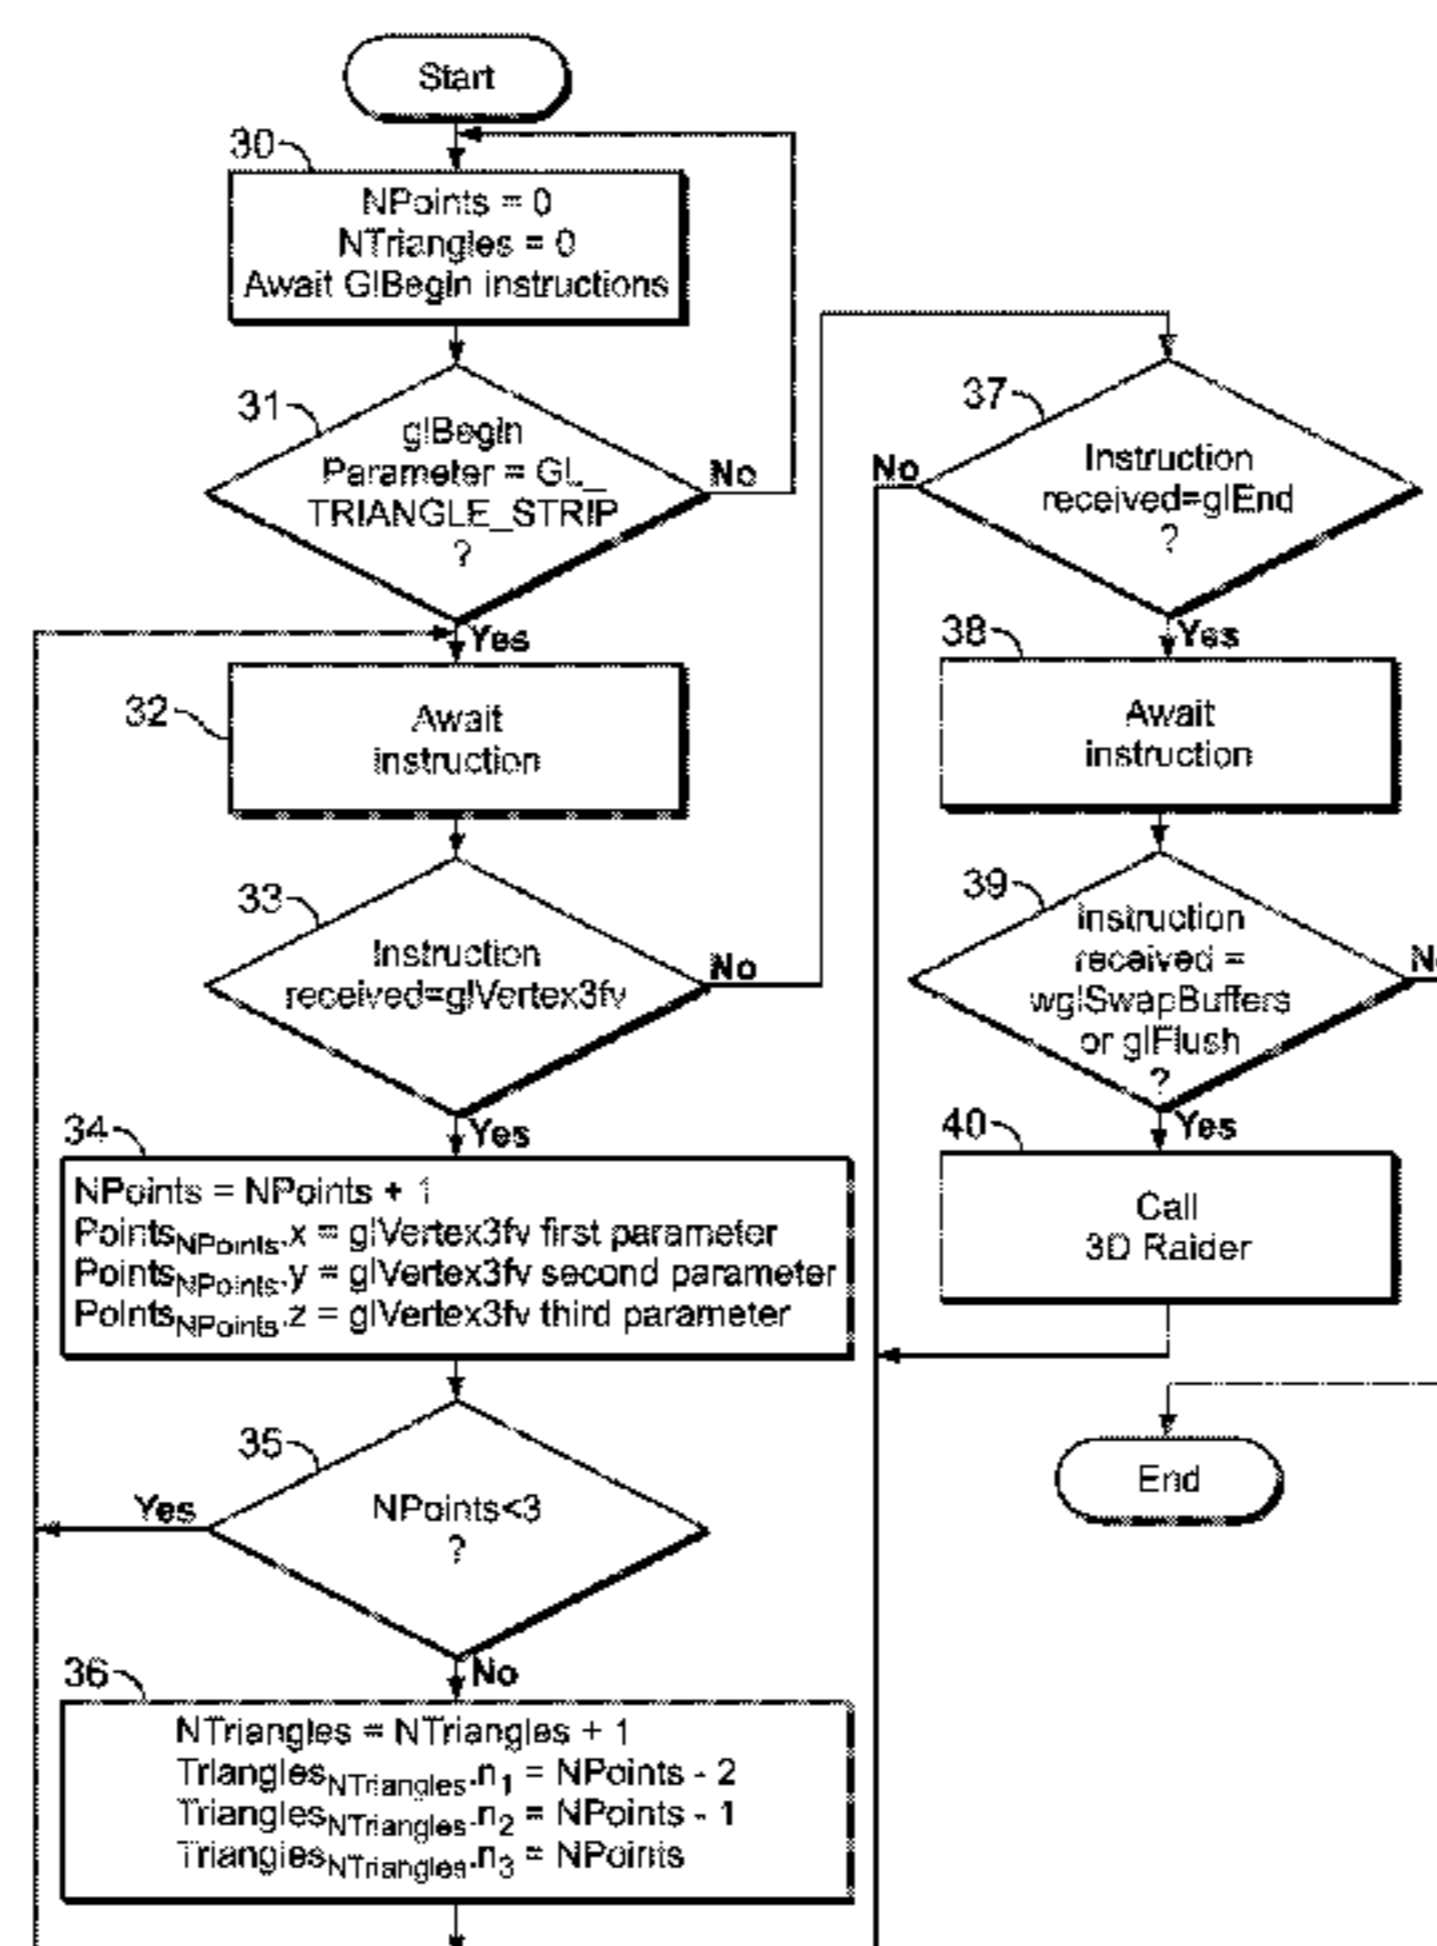 Start
30
NPoints = 0
NTriangles = 0
Await GlBegin instructions
31
glBegin
Parameter = GL_
TRIANGLE_STRIP
?
No
Yes
32
Await
instruction
33
Instruction
received=glVertex3fv
No
Yes
34
NPoints = NPoints + 1
PointsNPoints.x = glVertex3fv first parameter
PointsNPoints.y = glVertex3fv second parameter
PointsNPoints.z = glVertex3fv third parameter
35
NPoints<3
?
Yes
No
36
NTriangles = NTriangles + 1
TrianglesNTriangles.n1 = NPoints - 2
TrianglesNTriangles.n2 = NPoints - 1
TrianglesNTriangles.n3 = NPoints
37
Instruction
received=glEnd
?
No
Yes
38
Await
instruction
39
instruction
received =
wglSwapBuffers
or glFlush
?
Yes
40
Call
3D Raider
End